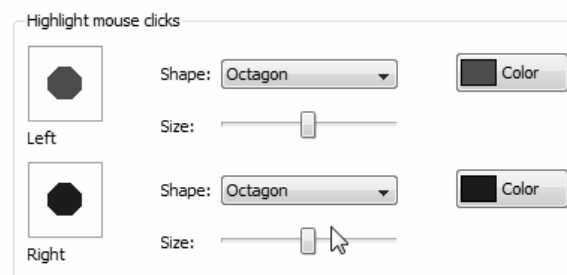 Highlight mouse clicks
Shape: Octagon Color
Size:
Left
Shape: Octagon Color
Size:
Right